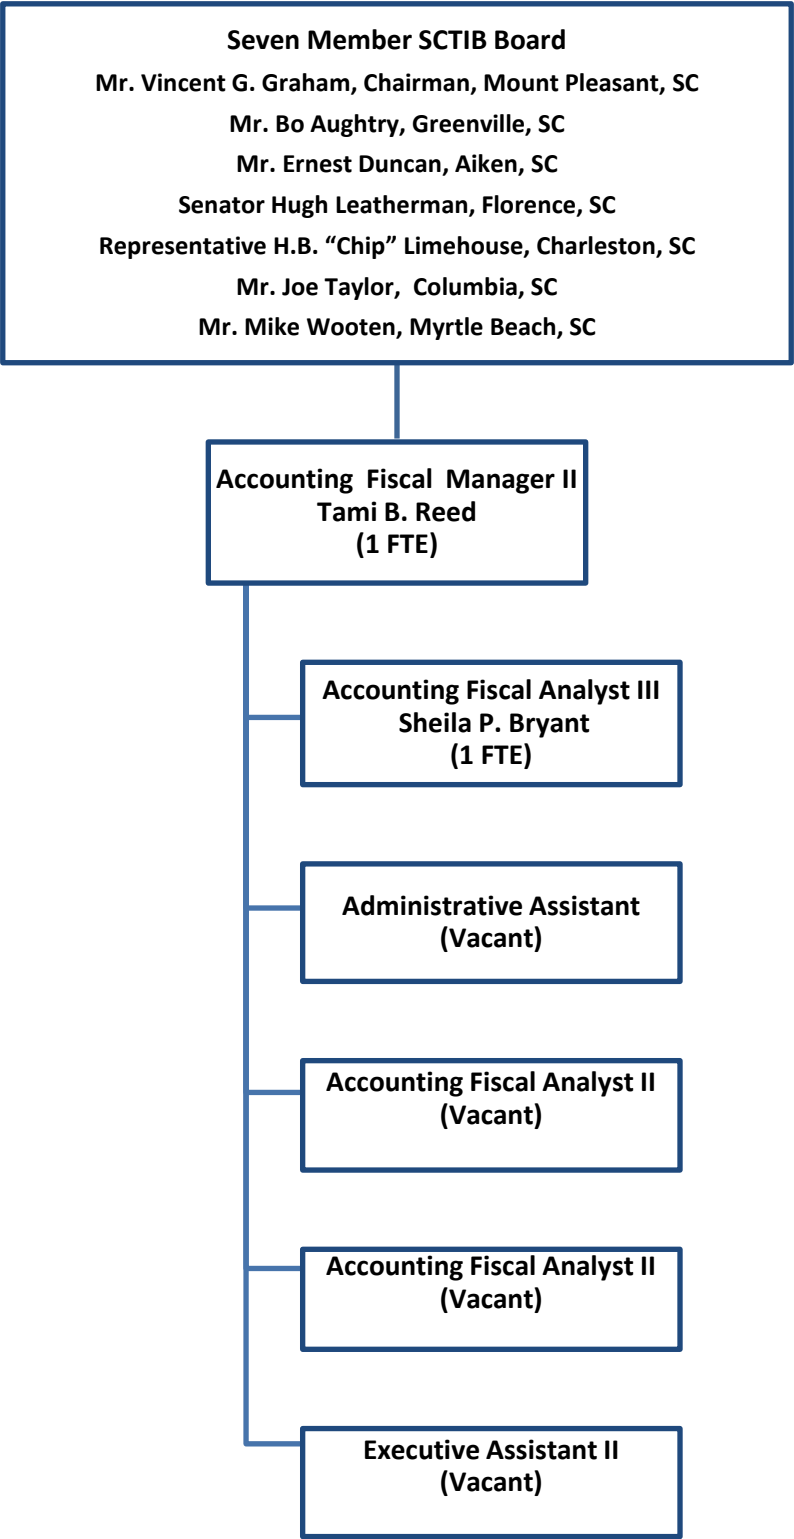 Seven Member SCTIB Board
Mr. Vincent G. Graham, Chairman, Mount Pleasant, SC
Mr. Bo Aughtry, Greenville, SC
Mr. Ernest Duncan, Aiken, SC
Senator Hugh Leatherman, Florence, SC
Representative H.B. “Chip” Limehouse, Charleston, SC
Mr. Joe Taylor, Columbia, SC
Mr. Mike Wooten, Myrtle Beach, SC
Accounting Fiscal Manager II
Tami B. Reed
(1 FTE)
Accounting Fiscal Analyst III
Sheila P. Bryant
(1 FTE)
Administrative Assistant
(Vacant)
Accounting Fiscal Analyst II
(Vacant)
Accounting Fiscal Analyst II
(Vacant)
Executive Assistant II
(Vacant)